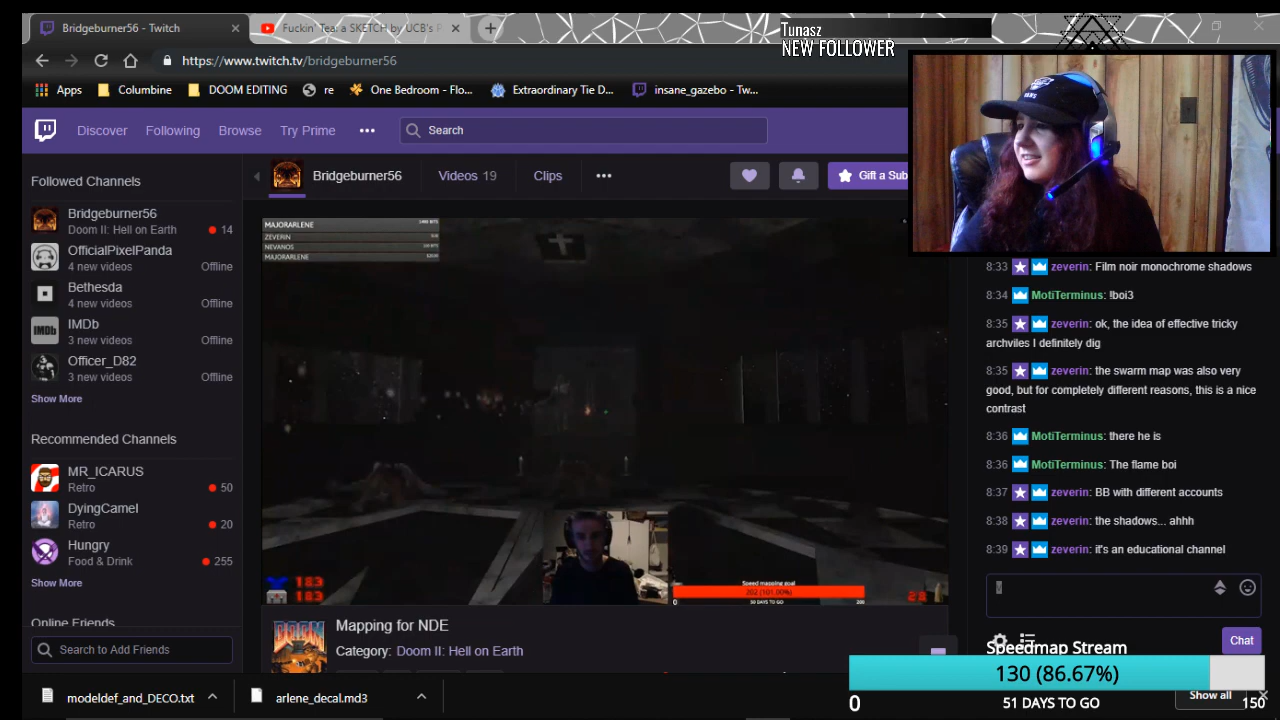 Bridgeburner56 - Twitch
Fuckin' Tea: a SKETCH by UCB's P
Tunasz
NEW FOLLOWER
https://www.twitch.tv/bridgeburner56
Apps
Columbine
DOOM EDITING
re
One Bedroom - Flo...
Extraordinary Tie D...
insane_gazebo - Tw...
Discover
Following
Browse
Try Prime
Search
Bridgeburner56
Videos 19
Clips
Gift a Sub
Followed Channels
Bridgeburner56
Doom II: Hell on Earth
14
OfficialPixelPanda
4 new videos
Offline
Bethesda
4 new videos
Offline
IMDb
IMDb
3 new videos
Offline
Officer_D82
3 new videos
Offline
Show More
Recommended Channels
MR_ICARUS
Retro
50
DyingCamel
Retro
20
Hungry
Food & Drink
255
Show More
Online Friends
Search to Add Friends
MAJORARLENE
ZEVERIN
NEVANOS
MAJORARLENE
183
183
Speed mapping goal
202 (101.00%)
0
30 DAYS TO GO
200
DOOM
Mapping for NDE
Category: Doom II: Hell on Earth
8:33 zeverin: Film noir monochrome shadows
8:34 MotiTerminus: !boi3
8:35 zeverin: ok, the idea of effective tricky
archviles I definitely dig
8:35 zeverin: the swarm map was also very
good, but for completely different reasons, this is a nice
contrast
8:36 MotiTerminus: there he is
8:36 MotiTerminus: The flame boi
8:37 zeverin: BB with different accounts
8:38 zeverin: the shadows... ahhh
8:39 zeverin: it's an educational channel
Chat
Speedmap Stream
130 (86.67%)
0
51 DAYS TO GO
150
modeldef_and_DECO.txt
arlene_decal.md3
Show all